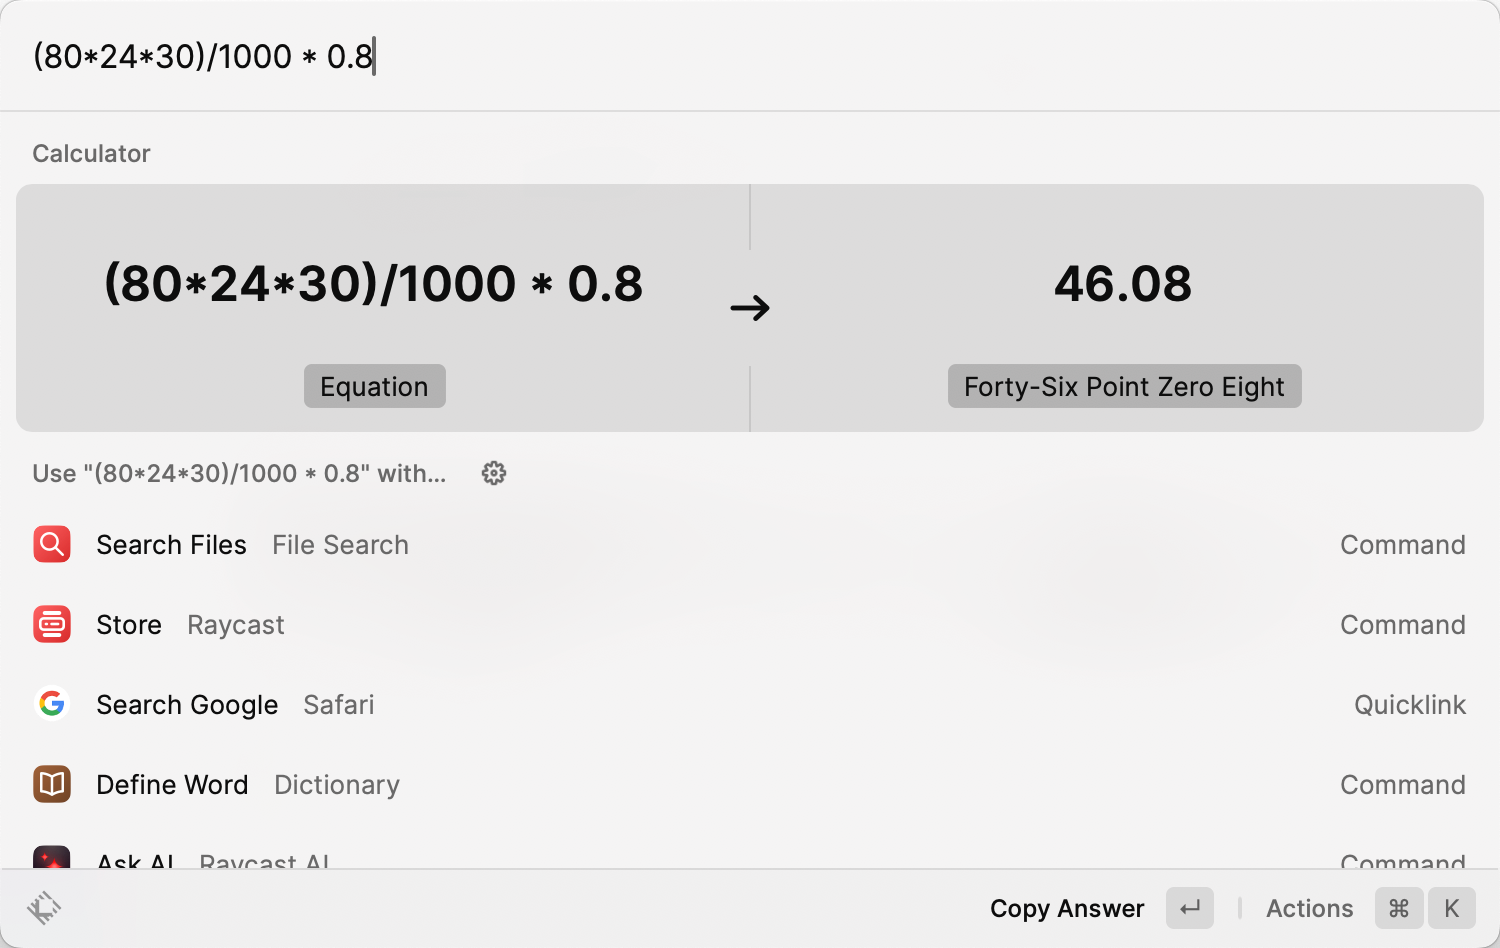 (80*24*30)/1000 * 0.8
Calculator
(80*24*30)/1000 * 0.8 → 46.08
Equation Forty-Six Point Zero Eight
Use "(80*24*30)/1000 * 0.8" with...
Search Files File Search Command
Store Raycast Command
Search Google Safari Quicklink
Define Word Dictionary Command
Ask AI Raycast AI Command
Copy Answer ↵ Actions ⌘ K